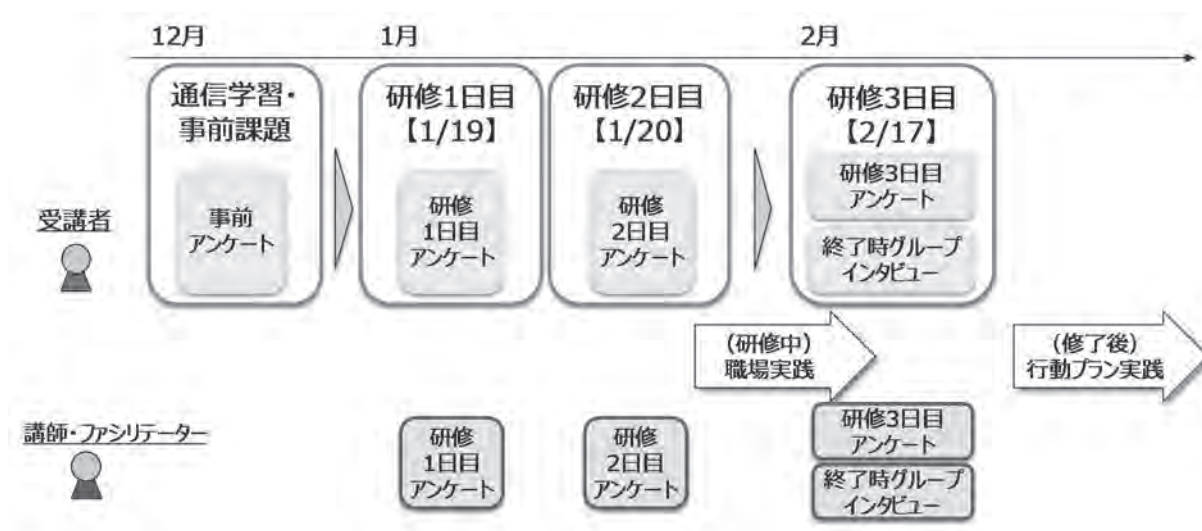 12月
1月
2月
通信学習・
事前課題
事前
アンケート
研修1日目
【1/19】
研修
1日目
アンケート
研修2日目
【1/20】
研修
2日目
アンケート
研修3日目
【2/17】
研修3日目
アンケート
終了時グループ
インタビュー
受講者
(研修中)
職場実践
(修了後)
行動プラン実践
講師・ファシリテーター
研修
1日目
アンケート
研修
2日目
アンケート
研修3日目
アンケート
終了時グループ
インタビュー